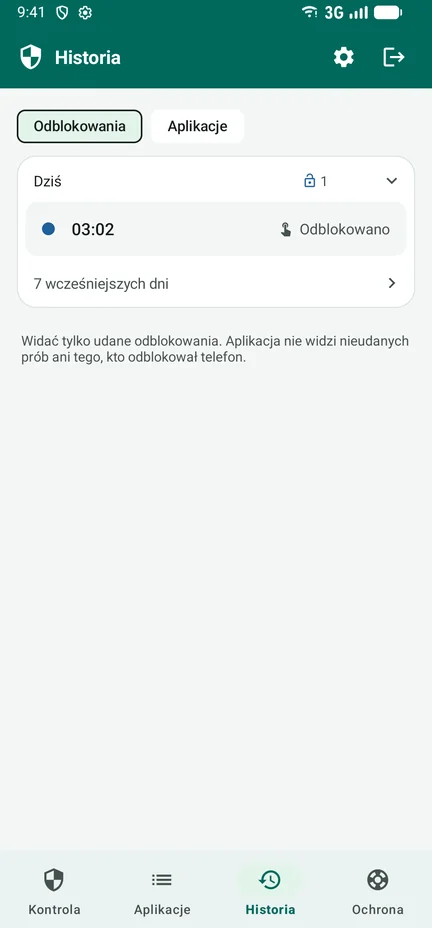 9:41
3G
Historia
Odblokowania
Aplikacje
Dziś
1
03:02
Odblokowano
7 wcześniejszych dni
Widać tylko udane odblokowania. Aplikacja nie widzi nieudanych
prób ani tego, kto odblokował telefon.
Kontrola
Aplikacje
Historia
Ochrona